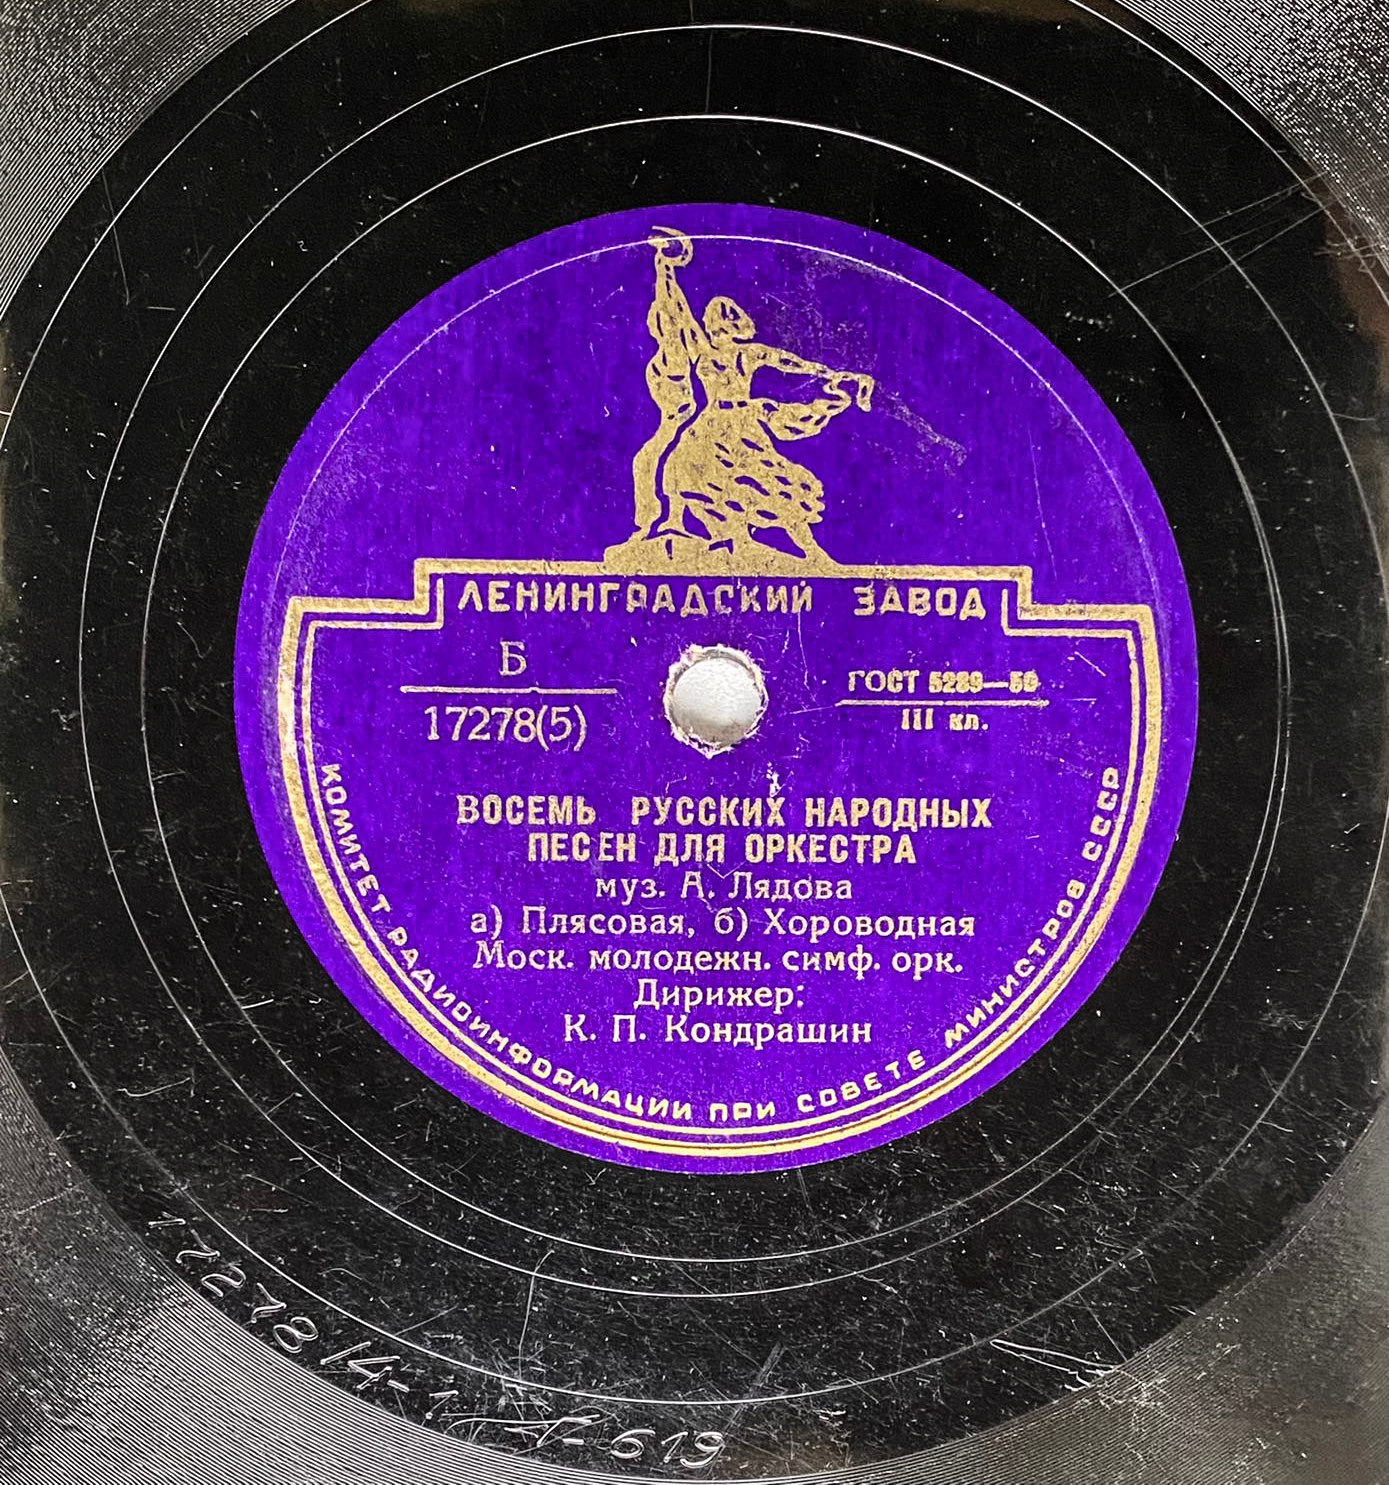 ЛЕНИНГРАДСКИЙ ЗАВОД
Б
17278(5)
ГОСТ 5289—50
III кл.
ВОСЕМЬ РУССКИХ НАРОДНЫХ
ПЕСЕН ДЛЯ ОРКЕСТРА
муз. А. Лядова
а) Плясовая, б) Хороводная
Моск. молодежн. симф. орк.
Дирижер:
К. П. Кондрашин
КОМИТЕТ РАДИОИНФОРМАЦИИ ПРИ СОВЕТЕ МИНИСТРОВ СССР
17278/4-1
619